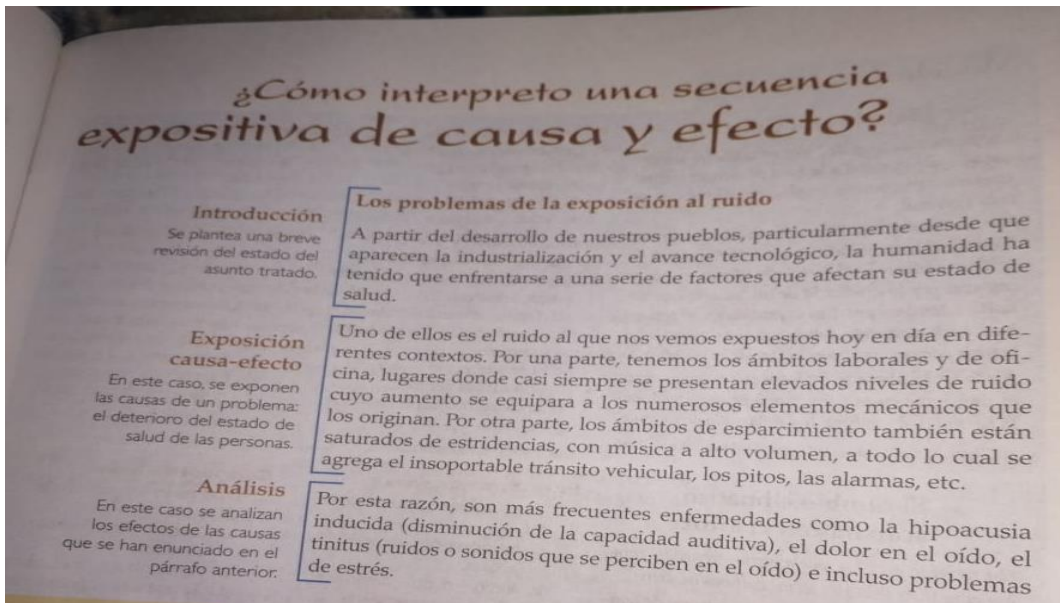 ¿Cómo interpreto una secuencia
expositiva de causa y efecto?
Introducción
Se plantea una breve
revisión del estado del
asunto tratado.
Los problemas de la exposición al ruido
A partir del desarrollo de nuestros pueblos, particularmente desde que
aparecen la industrialización y el avance tecnológico, la humanidad ha
tenido que enfrentarse a una serie de factores que afectan su estado de
salud.
Exposición
causa-efecto
En este caso, se exponen
las causas de un problema:
el deterioro del estado de
salud de las personas.
Uno de ellos es el ruido al que nos vemos expuestos hoy en día en dife-
rentes contextos. Por una parte, tenemos los ámbitos laborales y de ofi-
cina, lugares donde casi siempre se presentan elevados niveles de ruido
cuyo aumento se equipara a los numerosos elementos mecánicos que
los originan. Por otra parte, los ámbitos de esparcimiento también están
saturados de estridencias, con música a alto volumen, a todo lo cual se
agrega el insoportable tránsito vehicular, los pitos, las alarmas, etc.
Análisis
En este caso se analizan
los efectos de las causas
que se han enunciado en el
párrafo anterior.
Por esta razón, son más frecuentes enfermedades como la hipoacusia
inducida (disminución de la capacidad auditiva), el dolor en el oído, el
tinitus (ruidos o sonidos que se perciben en el oído) e incluso problemas
de estrés.